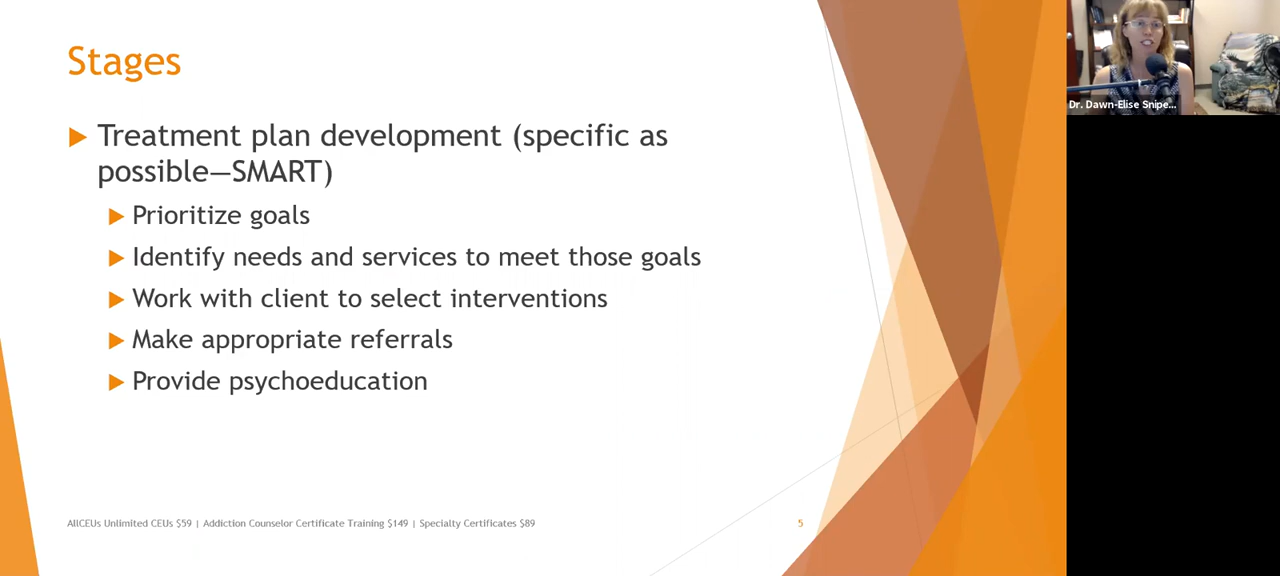 Stages
Treatment plan development (specific as
possible—SMART)
Prioritize goals
Identify needs and services to meet those goals
Work with client to select interventions
Make appropriate referrals
Provide psychoeducation
AllCEUs Unlimited CEUs $59 | Addiction Counselor Certificate Training $149 | Specialty Certificates $89
5
Dr. Dawn-Elise Snipe...